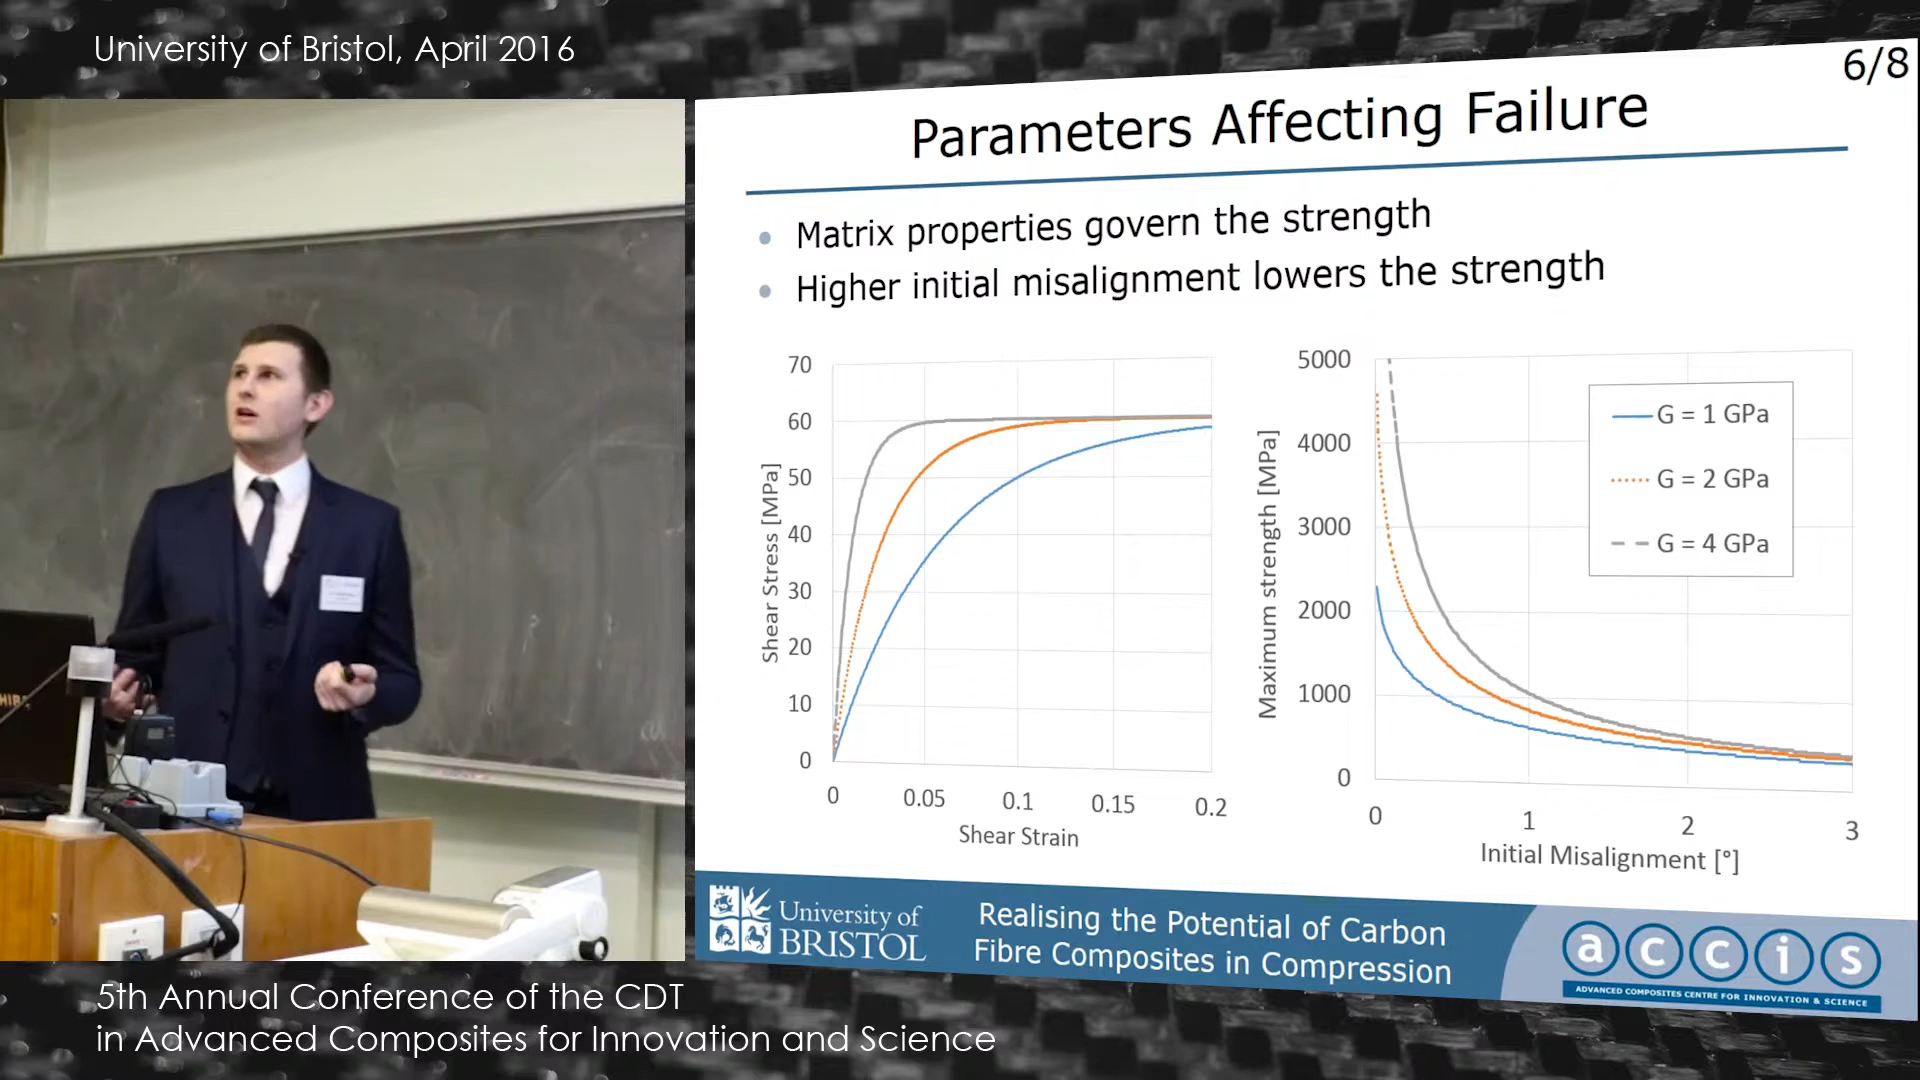 University of Bristol, April 2016
6/8
Parameters Affecting Failure
Matrix properties govern the strength
Higher initial misalignment lowers the strength
Shear Stress [MPa]
70
60
50
40
30
20
10
0
0 0.05 0.1 0.15 0.2
Shear Strain
Maximum strength [MPa]
5000
4000
3000
2000
1000
0
G = 1 GPa
G = 2 GPa
G = 4 GPa
0 1 2 3
Initial Misalignment [°]
University of
BRISTOL
Realising the Potential of Carbon
Fibre Composites in Compression
accis
ADVANCED COMPOSITES CENTRE FOR INNOVATION & SCIENCE
5th Annual Conference of the CDT
in Advanced Composites for Innovation and Science